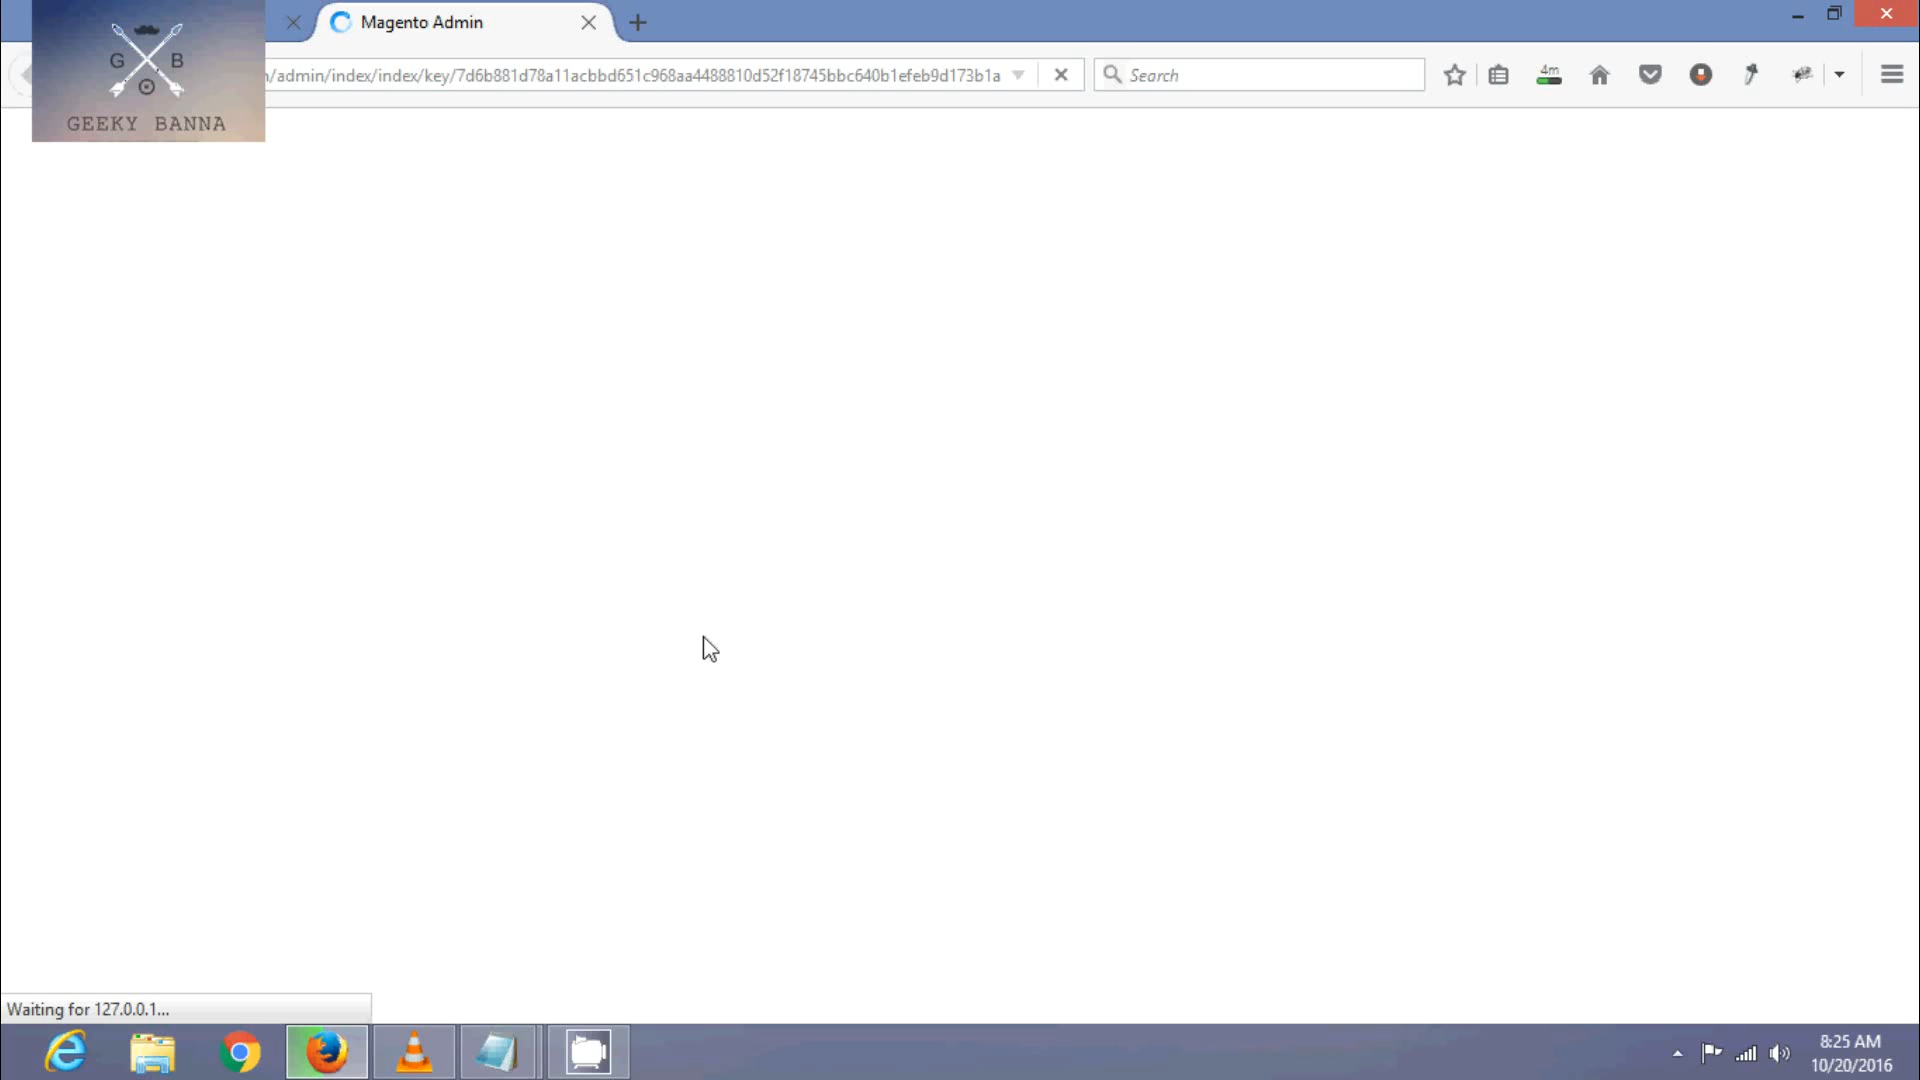 Magento Admin
G B
GEEKY BANNA
/admin/index/index/key/7d6b881d78a11acbbd651c968aa4488810d52f18745bbc640b1efeb9d173b1a
Search
4m
Waiting for 127.0.0.1...
8:25 AM
10/20/2016